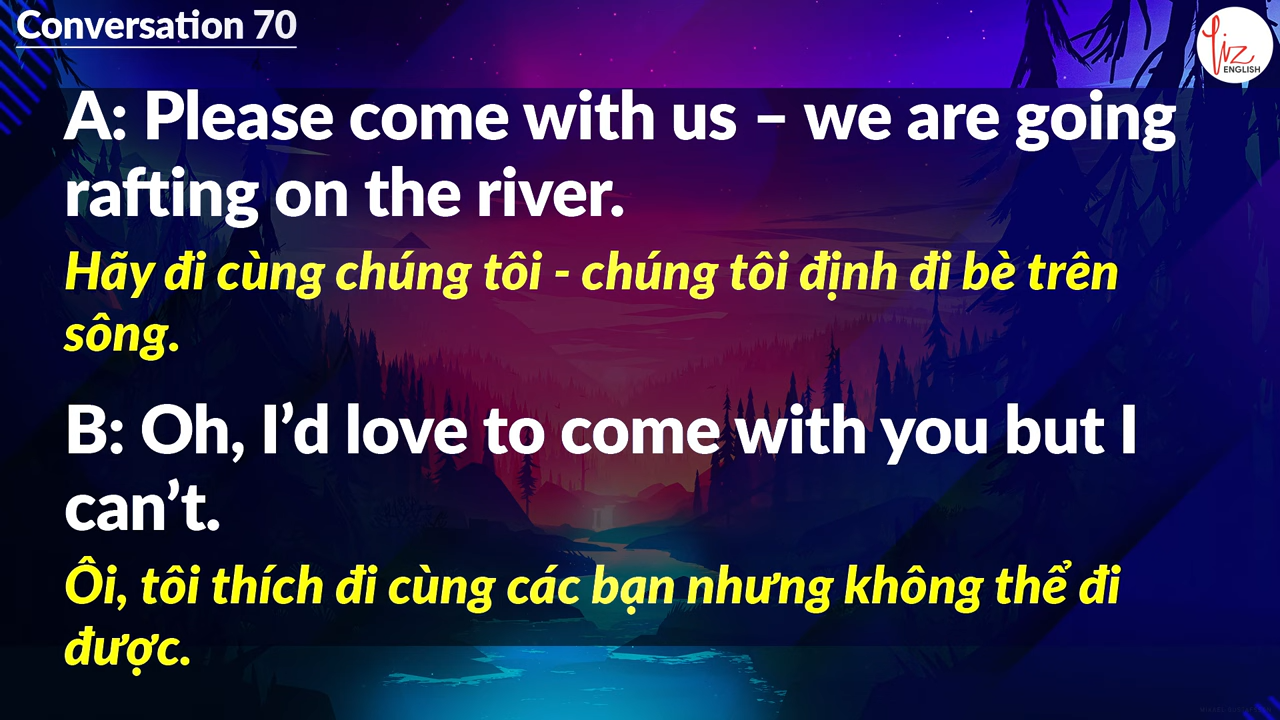 Conversation 70
Liz
ENGLISH
A: Please come with us – we are going
rafting on the river.
Hãy đi cùng chúng tôi - chúng tôi định đi bè trên
sông.
B: Oh, I’d love to come with you but I
can’t.
Ôi, tôi thích đi cùng các bạn nhưng không thể đi
được.